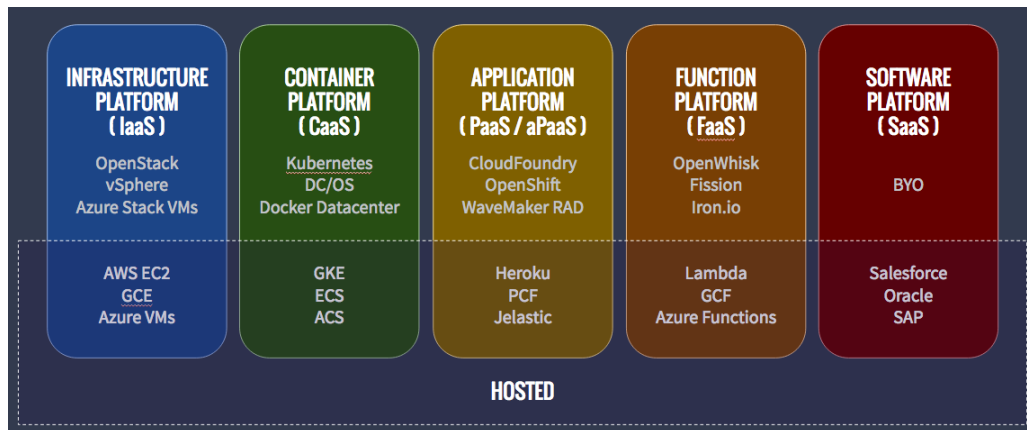 INFRASTRUCTURE
PLATFORM
( IaaS )
OpenStack
vSphere
Azure Stack VMs
AWS EC2
GCE
Azure VMs
CONTAINER
PLATFORM
( CaaS )
Kubernetes
DC/OS
Docker Datacenter
GKE
ECS
ACS
APPLICATION
PLATFORM
( PaaS / aPaaS )
CloudFoundry
OpenShift
WaveMaker RAD
Heroku
PCF
Jelastic
FUNCTION
PLATFORM
( FaaS )
OpenWhisk
Fission
Iron.io
Lambda
GCF
Azure Functions
SOFTWARE
PLATFORM
( SaaS )
BYO
Salesforce
Oracle
SAP
HOSTED